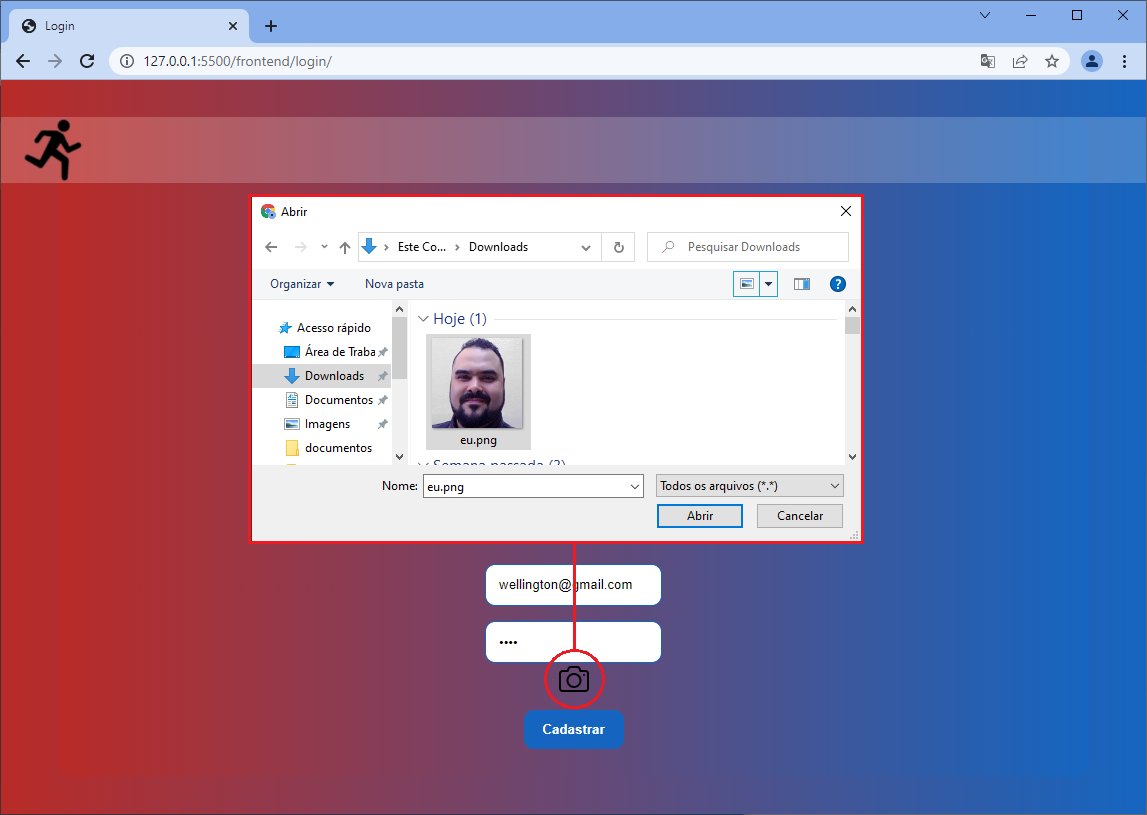 Login
127.0.0.1:5500/frontend/login/
Abrir
Este Co... Downloads
Pesquisar Downloads
Organizar Nova pasta
Acesso rápido
Área de Traba
Downloads
Documentos
Imagens
documentos
Hoje (1)
eu.png
Semana passada (3)
Nome: eu.png Todos os arquivos (*.*)
Abrir Cancelar
wellington@gmail.com
••••
Cadastrar